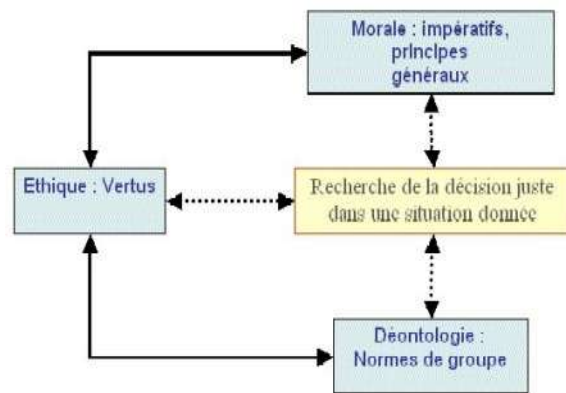 Morale : impératifs,
principes
généraux
Ethique : Vertus
Recherche de la décision juste
dans une situation donnée
Déontologie :
Normes de groupe